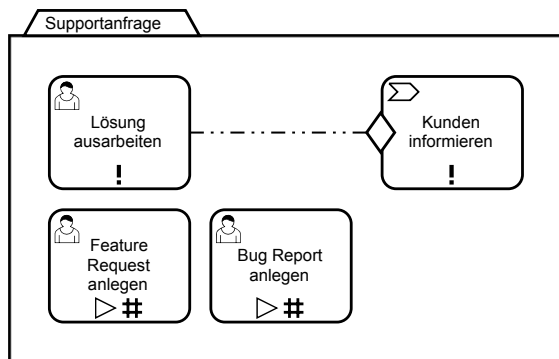 Supportanfrage
Lösung
ausarbeiten
!
Kunden
informieren
!
Feature
Request
anlegen
#
Bug Report
anlegen
#